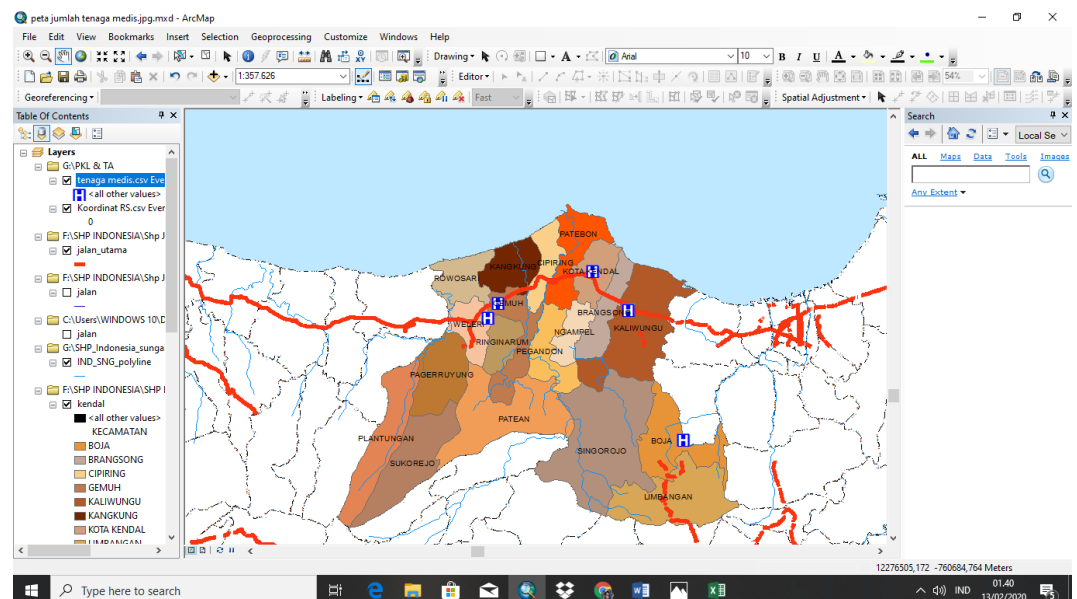 peta jumlah tenaga medis.jpg.mxd - ArcMap
File Edit View Bookmarks Insert Selection Geoprocessing Customize Windows Help
Drawing A Arial 10 B I U A
1:357.626 Editor 54%
Georeferencing Labeling Fast Spatial Adjustment
Table Of Contents
Layers
G:\PKL & TA
tenaga medis.csv Eve
H <all other values>
Koordinat RS.csv Ever
0
F:\SHP INDONESIA\Shp J
jalan_utama
F:\SHP INDONESIA\Shp J
jalan
C:\Users\WINDOWS 10\D
jalan
G:\SHP_Indonesia_sunga
IND_SNG_polyline
F:\SHP INDONESIA\SHP I
kendal
<all other values>
KECAMATAN
BOJA
BRANGSONG
CIPIRING
GEMUH
KALIWUNGU
KANGKUNG
KOTA KENDAL
LIMBANGAN
PATEBON
CIPIRING
KANGKUNG
KOTA KENDAL H
ROWOSARI
H GEMUH
BRANGSONG H
H WELERI
NGAMPEL
KALIWUNGU
RINGINARUM
PEGANDON
PAGERRUYUNG
PATEAN
PLANTUNGAN
SUKOREJO
SINGOROJO
BOJA H
LIMBANGAN
Search
Local Se
ALL Maps Data Tools Images
Any Extent
12276505,172 -760684,764 Meters
Type here to search
IND
01.40
13/02/2020
5